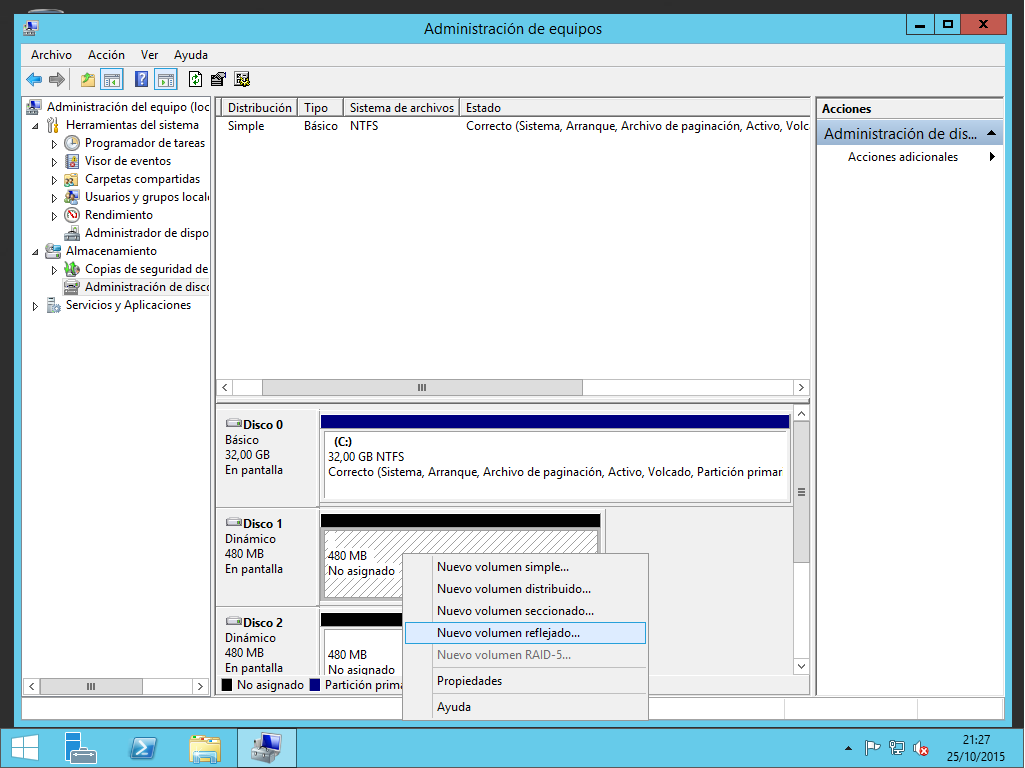 Administración de equipos
Archivo Acción Ver Ayuda
Administración del equipo (loc
Herramientas del sistema
Programador de tareas
Visor de eventos
Carpetas compartidas
Usuarios y grupos locale
Rendimiento
Administrador de dispo
Almacenamiento
Copias de seguridad de
Administración de disco
Servicios y Aplicaciones
Distribución Tipo Sistema de archivos Estado
Simple Básico NTFS Correcto (Sistema, Arranque, Archivo de paginación, Activo, Volc
Acciones
Administración de dis...
Acciones adicionales
Disco 0
Básico
32,00 GB
En pantalla
(C:)
32,00 GB NTFS
Correcto (Sistema, Arranque, Archivo de paginación, Activo, Volcado, Partición primar
Disco 1
Dinámico
480 MB
En pantalla
480 MB
No asignado
Disco 2
Dinámico
480 MB
En pantalla
480 MB
No asignado
No asignado Partición prima
Nuevo volumen simple...
Nuevo volumen distribuido...
Nuevo volumen seccionado...
Nuevo volumen reflejado...
Nuevo volumen RAID-5...
Propiedades
Ayuda
21:27
25/10/2015